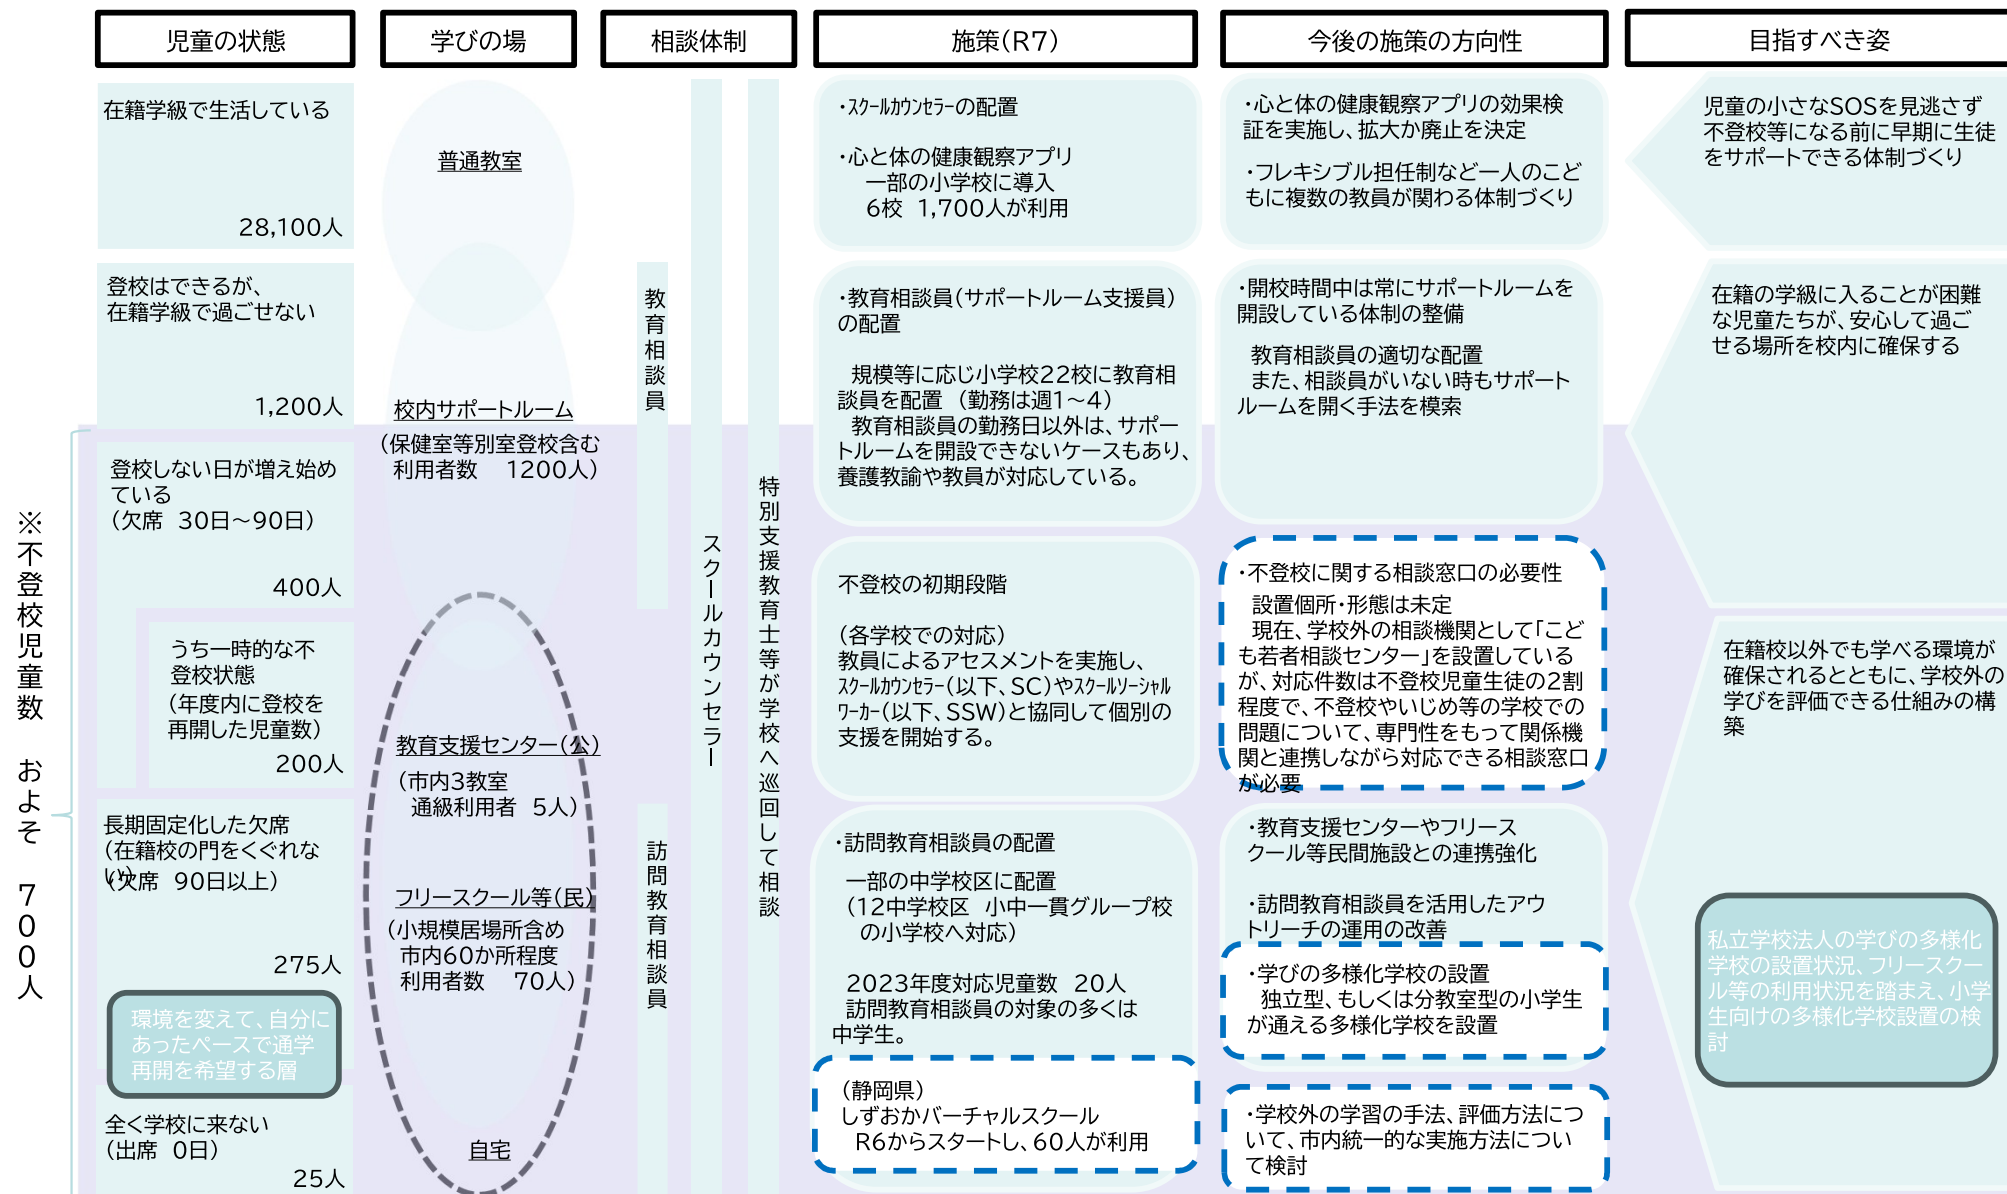 児童の状態
学びの場
相談体制
施策(R7)
今後の施策の方向性
目指すべき姿
在籍学級で生活している
28,100人
登校はできるが、
在籍学級で過ごせない
1,200人
※不登校児童数 およそ 700人
登校しない日が増え始め
ている
(欠席 30日～90日)
400人
うち一時的な不
登校状態
(年度内に登校を
再開した児童数)
200人
長期固定化した欠席
(在籍校の門をくぐれな
い)
(欠席 90日以上)
275人
環境を変えて、自分に
あったペースで通学
再開を希望する層
全く学校に来ない
(出席 0日)
25人
普通教室
校内サポートルーム
(保健室等別室登校含む
利用者数 1200人)
教育支援センター(公)
(市内3教室
通級利用者 5人)
フリースクール等(民)
(小規模居場所含め
市内60か所程度
利用者数 70人)
自宅
教育相談員
訪問教育相談員
スクールカウンセラー
特別支援教育士等が学校へ巡回して相談
・スクールカウンセラーの配置
・心と体の健康観察アプリ
一部の小学校に導入
6校 1,700人が利用
・教育相談員(サポートルーム支援員)
の配置
規模等に応じ小学校22校に教育相
談員を配置 (勤務は週1～4)
教育相談員の勤務日以外は、サポー
トルームを開設できないケースもあり、
養護教諭や教員が対応している。
不登校の初期段階
(各学校での対応)
教員によるアセスメントを実施し、
スクールカウンセラー(以下、SC)やスクールソーシャル
ワーカー(以下、SSW)と協同して個別の
支援を開始する。
・訪問教育相談員の配置
一部の中学校区に配置
(12中学校区 小中一貫グループ校
の小学校へ対応)
2023年度対応児童数 20人
訪問教育相談員の対象の多くは
中学生。
(静岡県)
しずおかバーチャルスクール
R6からスタートし、60人が利用
・心と体の健康観察アプリの効果検
証を実施し、拡大か廃止を決定
・フレキシブル担任制など一人のこど
もに複数の教員が関わる体制づくり
・開校時間中は常にサポートルームを
開設している体制の整備
教育相談員の適切な配置
また、相談員がいない時もサポート
ルームを開く手法を模索
・不登校に関する相談窓口の必要性
設置個所・形態は未定
現在、学校外の相談機関として「こど
も若者相談センター」を設置している
が、対応件数は不登校児童生徒の2割
程度で、不登校やいじめ等の学校での
問題について、専門性をもって関係機
関と連携しながら対応できる相談窓口
が必要
・教育支援センターやフリース
クール等民間施設との連携強化
・訪問教育相談員を活用したアウ
トリーチの運用の改善
・学びの多様化学校の設置
独立型、もしくは分教室型の小学生
が通える多様化学校を設置
・学校外の学習の手法、評価方法につ
いて、市内統一的な実施方法につい
て検討
児童の小さなSOSを見逃さず
不登校等になる前に早期に生徒
をサポートできる体制づくり
在籍の学級に入ることが困難
な児童たちが、安心して過ご
せる場所を校内に確保する
在籍校以外でも学べる環境が
確保されるとともに、学校外の
学びを評価できる仕組みの構
築
私立学校法人の学びの多様化
学校の設置状況、フリースクー
ル等の利用状況を踏まえ、小学
生向けの多様化学校設置の検
討